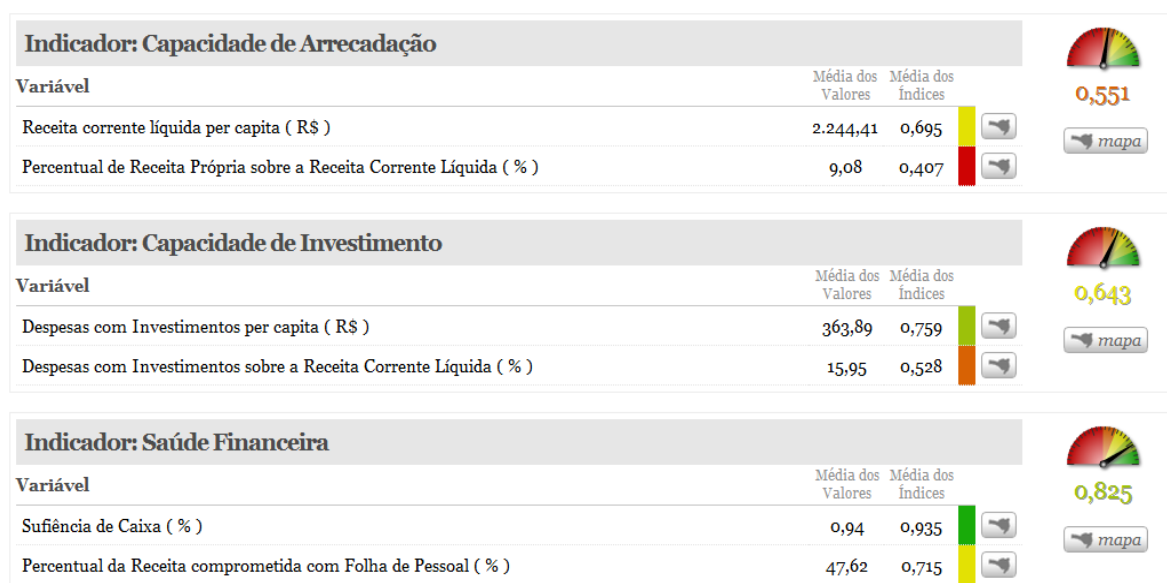 Indicador: Capacidade de Arrecadação
Variável
Média dos Valores
Média dos Índices
Receita corrente líquida per capita ( R$ ) 2.244,41 0,695
Percentual de Receita Própria sobre a Receita Corrente Líquida ( % ) 9,08 0,407
0,551
mapa
Indicador: Capacidade de Investimento
Variável
Média dos Valores
Média dos Índices
Despesas com Investimentos per capita ( R$ ) 363,89 0,759
Despesas com Investimentos sobre a Receita Corrente Líquida ( % ) 15,95 0,528
0,643
mapa
Indicador: Saúde Financeira
Variável
Média dos Valores
Média dos Índices
Sufiência de Caixa ( % ) 0,94 0,935
Percentual da Receita comprometida com Folha de Pessoal ( % ) 47,62 0,715
0,825
mapa